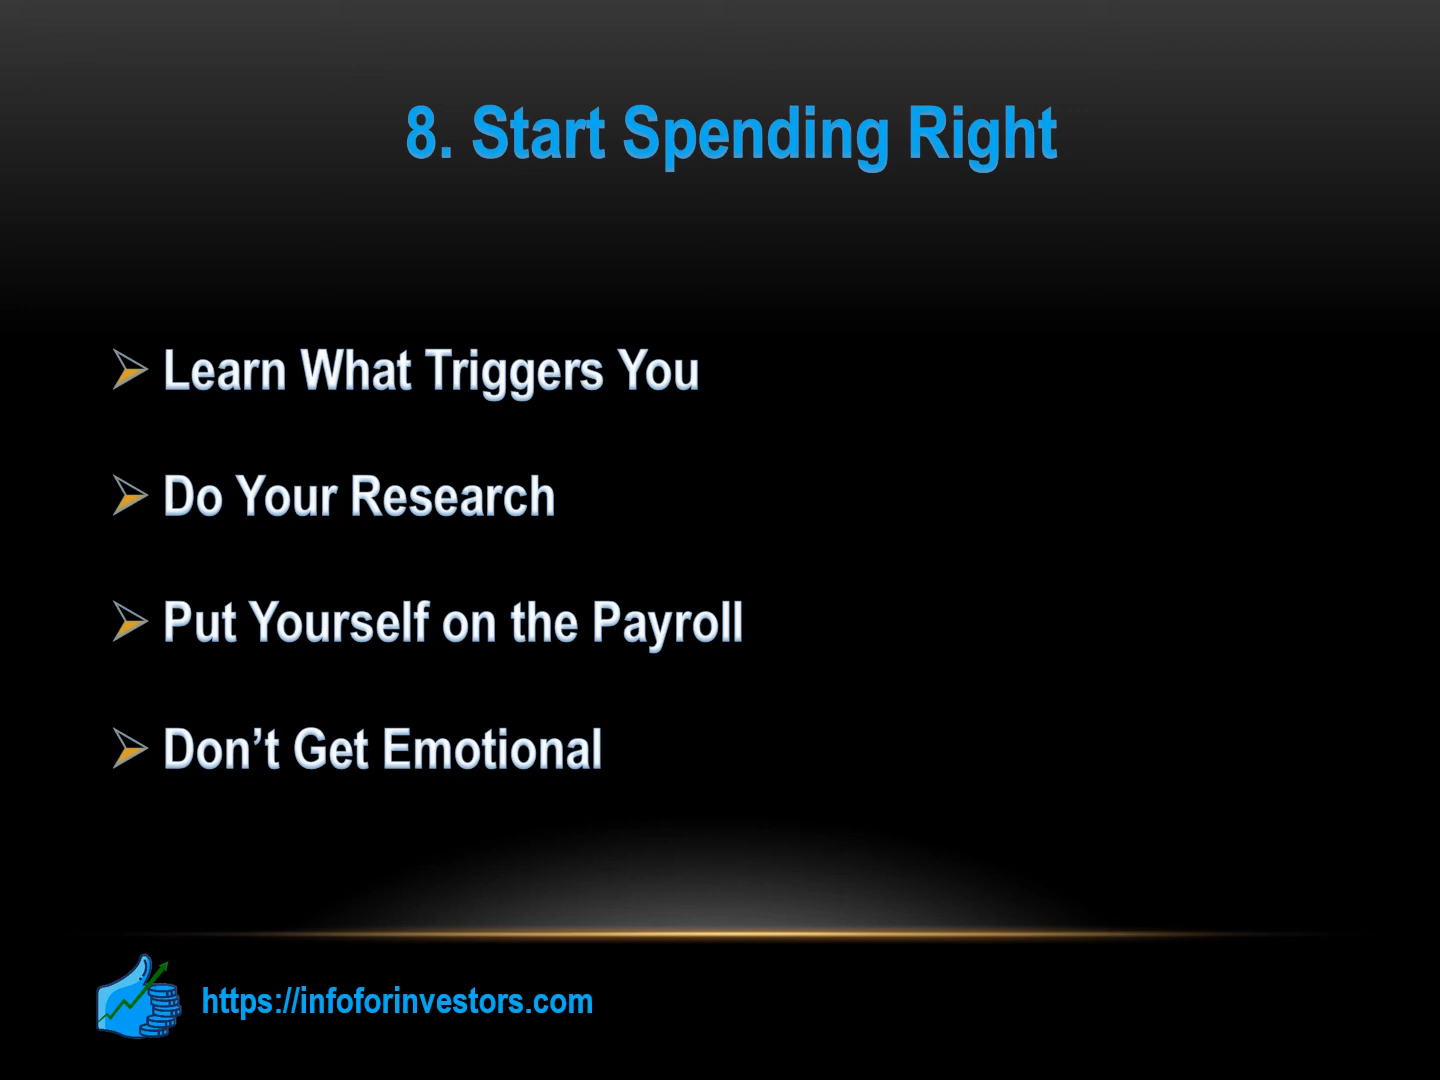 8. Start Spending Right
Learn What Triggers You
Do Your Research
Put Yourself on the Payroll
Don’t Get Emotional
https://infoforinvestors.com